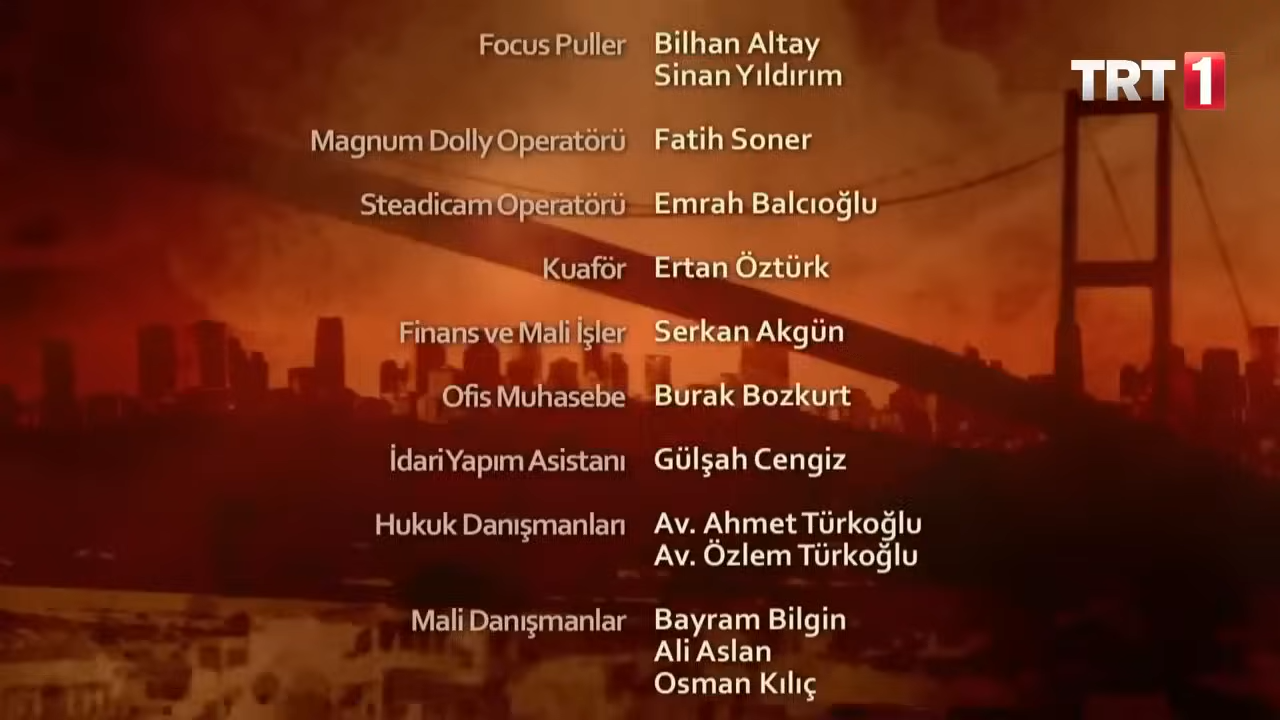 Focus Puller Bilhan Altay
Sinan Yıldırım
TRT 1
Magnum Dolly Operatörü Fatih Soner
Steadicam Operatörü Emrah Balcıoğlu
Kuaför Ertan Öztürk
Finans ve Mali İşler Serkan Akgün
Ofis Muhasebe Burak Bozkurt
İdari Yapım Asistanı Gülşah Cengiz
Hukuk Danışmanları Av. Ahmet Türkoğlu
Av. Özlem Türkoğlu
Mali Danışmanlar Bayram Bilgin
Ali Aslan
Osman Kılıç